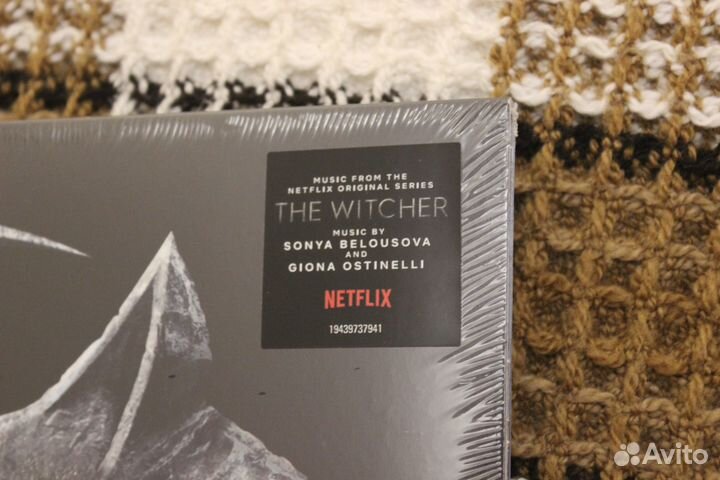 MUSIC FROM THE
NETFLIX ORIGINAL SERIES
THE WITCHER
MUSIC BY
SONYA BELOUSOVA
AND
GIONA OSTINELLI
NETFLIX
19439737941
Avito